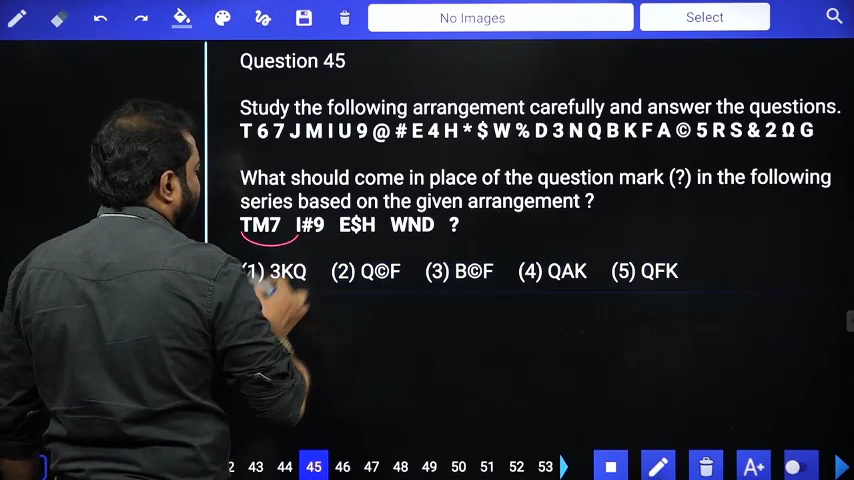 No Images
Select
Question 45
Study the following arrangement carefully and answer the questions.
T 6 7 J M I U 9 @ # E 4 H * $ W % D 3 N Q B K F A © 5 R S & 2 Ω G
What should come in place of the question mark (?) in the following
series based on the given arrangement ?
TM7 I#9 E$H WND ?
(1) 3KQ (2) Q©F (3) B©F (4) QAK (5) QFK
2 43 44 45 46 47 48 49 50 51 52 53
A+